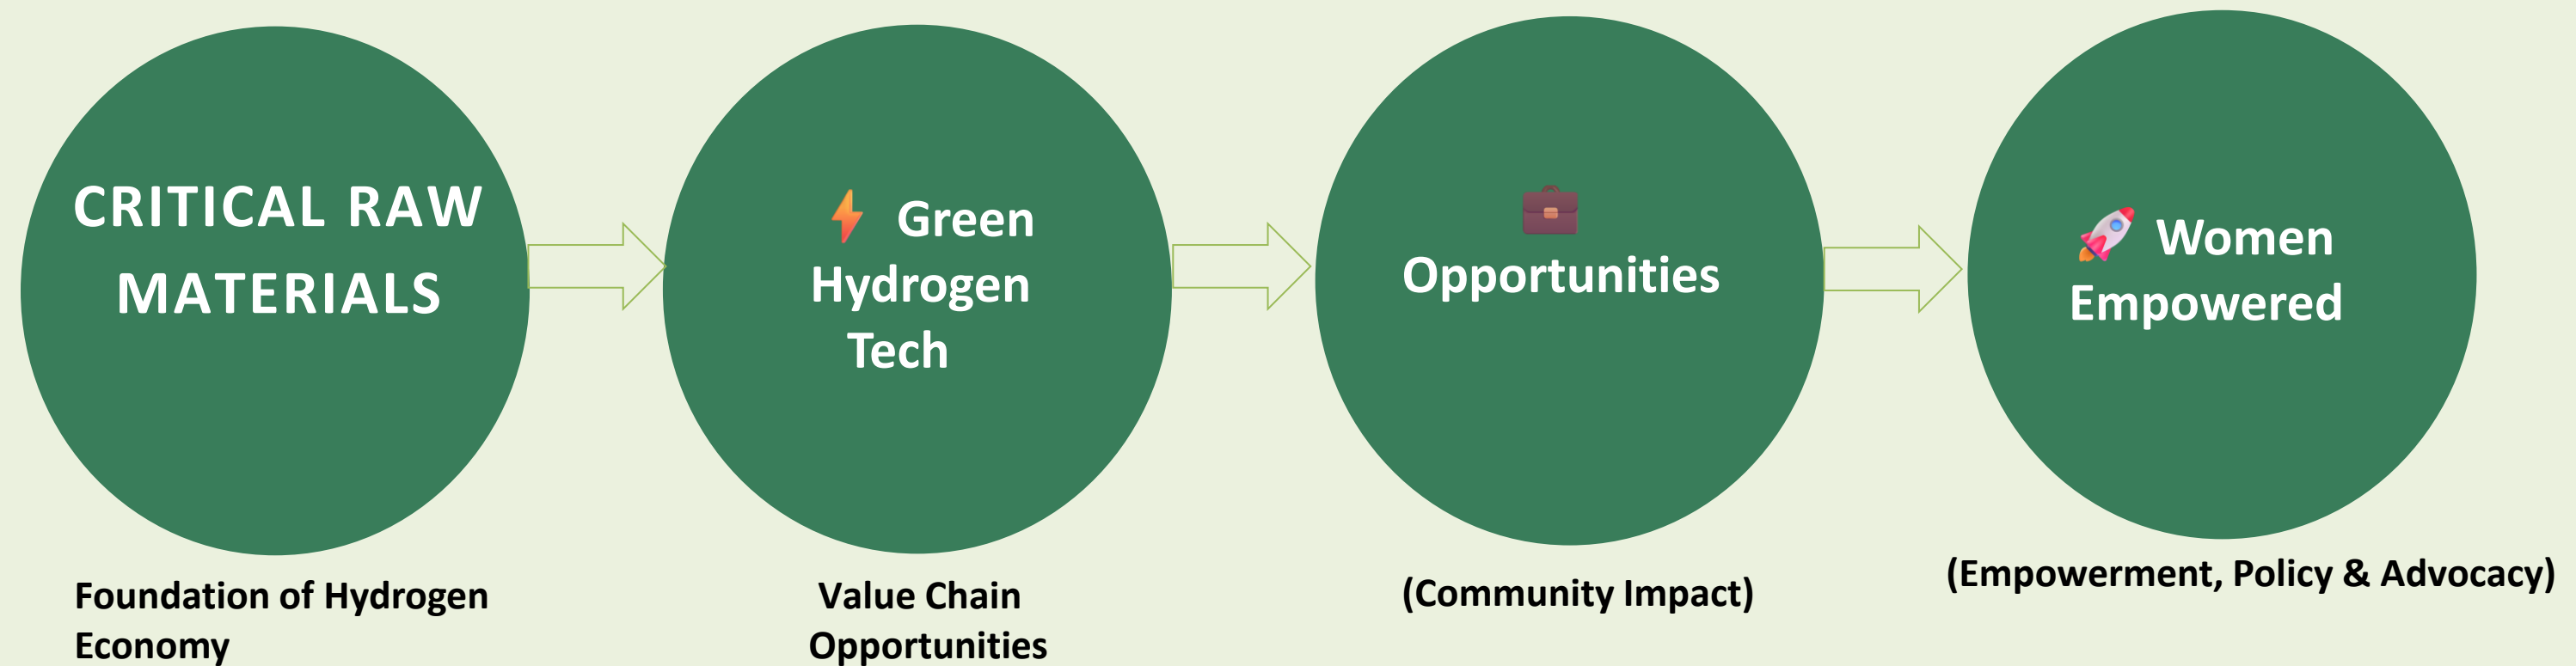 CRITICAL RAW
MATERIALS
Foundation of Hydrogen
Economy
⚡ Green
Hydrogen
Tech
Value Chain
Opportunities
💼
Opportunities
(Community Impact)
🚀 Women
Empowered
(Empowerment, Policy & Advocacy)